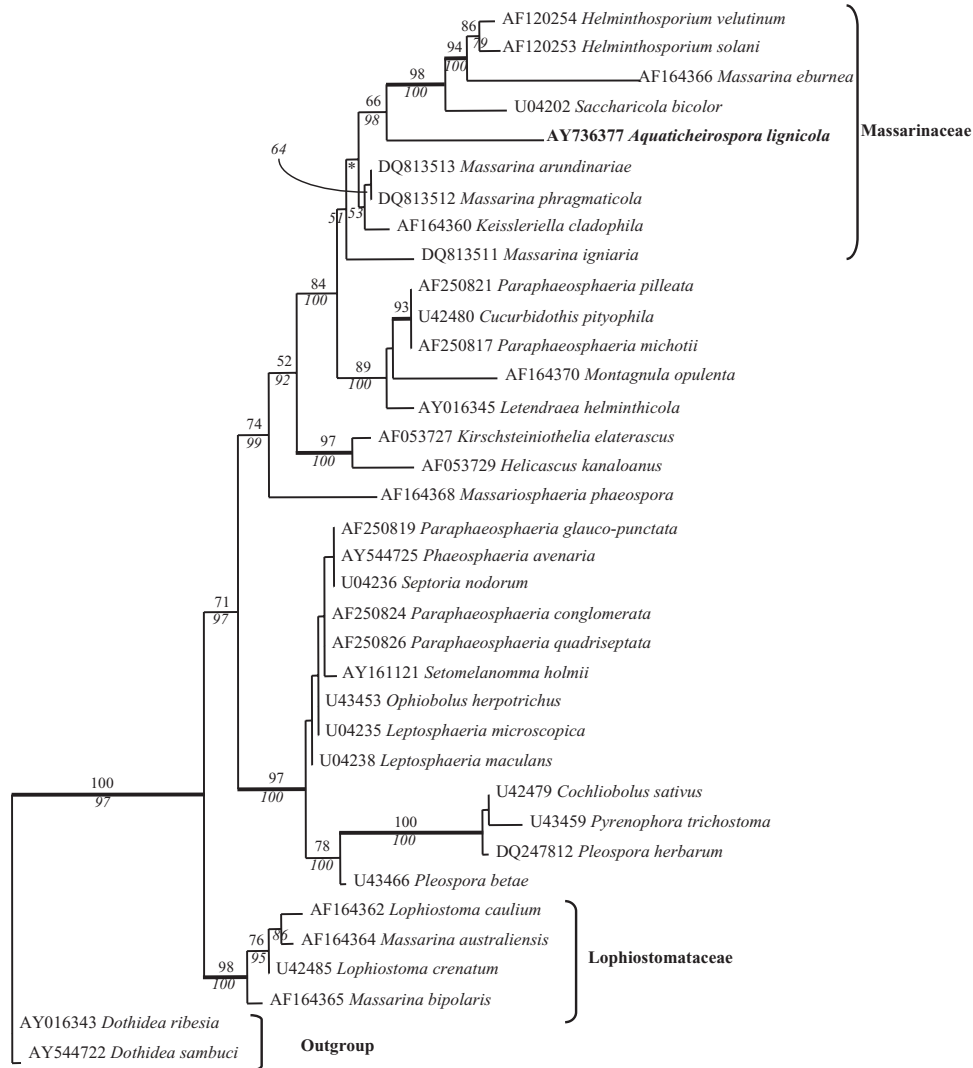 86
AF120254 Helminthosporium velutinum
79
AF120253 Helminthosporium solani
94
100
AF164366 Massarina eburnea
98
100
U04202 Saccharicola bicolor
66
98
AY736377 Aquaticheirospora lignicola
Massarinaceae
64
*
DQ813513 Massarina arundinariae
DQ813512 Massarina phragmaticola
51
53
AF164360 Keissleriella cladophila
DQ813511 Massarina igniaria
84
100
AF250821 Paraphaeosphaeria pilleata
93
U42480 Cucurbidothis pityophila
AF250817 Paraphaeosphaeria michotii
52
92
89
100
AF164370 Montagnula opulenta
AY016345 Letendraea helminthicola
74
99
97
100
AF053727 Kirschsteiniothelia elaterascus
AF053729 Helicascus kanaloanus
AF164368 Massariosphaeria phaeospora
AF250819 Paraphaeosphaeria glauco-punctata
AY544725 Phaeosphaeria avenaria
U04236 Septoria nodorum
71
97
AF250824 Paraphaeosphaeria conglomerata
AF250826 Paraphaeosphaeria quadriseptata
AY161121 Setomelanomma holmii
U43453 Ophiobolus herpotrichus
U04235 Leptosphaeria microscopica
U04238 Leptosphaeria maculans
100
97
97
100
U42479 Cochliobolus sativus
100
100
U43459 Pyrenophora trichostoma
78
100
DQ247812 Pleospora herbarum
U43466 Pleospora betae
AF164362 Lophiostoma caulium
86
76
95
AF164364 Massarina australiensis
Lophiostomataceae
98
100
U42485 Lophiostoma crenatum
AF164365 Massarina bipolaris
AY016343 Dothidea ribesia
AY544722 Dothidea sambuci
Outgroup